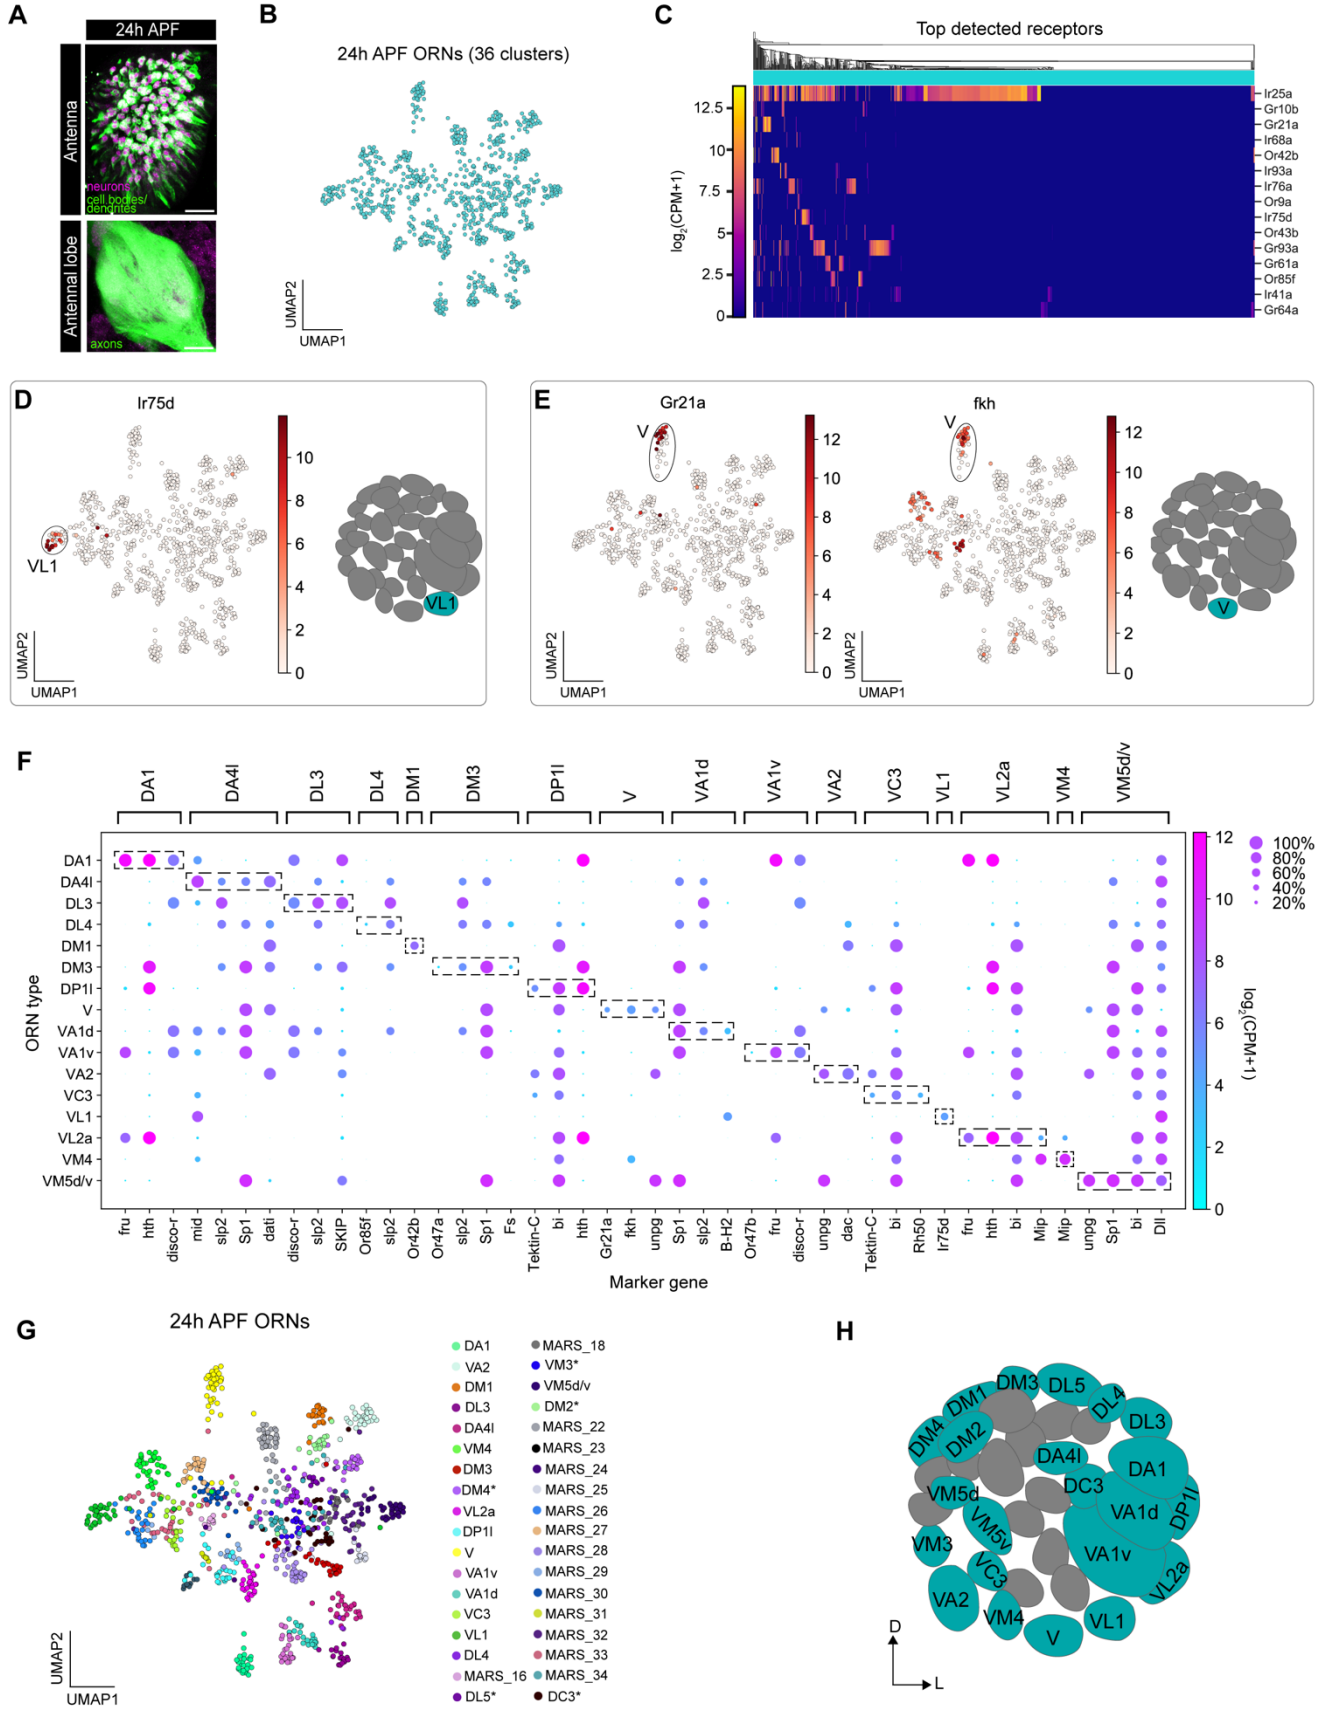 A
24h APF
Antenna
neurons
cell bodies/
dendrites
Antennal lobe
axons
B
24h APF ORNs (36 clusters)
UMAP2
UMAP1
C
Top detected receptors
log2(CPM+1)
12.5
10
7.5
5
2.5
0
Ir25a
Gr10b
Gr21a
Ir68a
Or42b
Ir93a
Ir76a
Or9a
Ir75d
Or43b
Gr93a
Gr61a
Or85f
Ir41a
Gr64a
D
Ir75d
VL1
10
8
6
4
2
0
VL1
UMAP2
UMAP1
E
Gr21a
V
12
10
8
6
4
2
0
UMAP2
UMAP1
fkh
V
12
10
8
6
4
2
0
V
UMAP2
UMAP1
F
DA1 DA4l DL3 DL4 DM1 DM3 DP1l V VA1d VA1v VA2 VC3 VL1 VL2a VM4 VM5d/v
ORN type
DA1
DA4l
DL3
DL4
DM1
DM3
DP1l
V
VA1d
VA1v
VA2
VC3
VL1
VL2a
VM4
VM5d/v
fru hth disco-r mid slp2 Sp1 dati disco-r slp2 SKIP Or85f slp2 Or42b Or47a slp2 Sp1 Fs Tektin-C bi hth Gr21a fkh unpg Sp1 slp2 B-H2 Or47b fru disco-r unpg dac Tektin-C bi Rh50 Ir75d fru hth bi Mip Mip unpg Sp1 bi Dll
Marker gene
12
10
8
6
4
2
0
log2(CPM+1)
100%
80%
60%
40%
20%
G
24h APF ORNs
UMAP2
UMAP1
DA1
VA2
DM1
DL3
DA4l
VM4
DM3
DM4*
VL2a
DP1l
V
VA1v
VA1d
VC3
VL1
DL4
MARS_16
DL5*
MARS_18
VM3*
VM5d/v
DM2*
MARS_22
MARS_23
MARS_24
MARS_25
MARS_26
MARS_27
MARS_28
MARS_29
MARS_30
MARS_31
MARS_32
MARS_33
MARS_34
DC3*
H
DM3
DL5
DM1
DL4
DL3
DM4
DM2
DA4l
DA1
DC3
VM5d
VA1d
DP1l
VM5v
VM3
VA1v
VC3
VL2a
VA2
VM4
VL1
V
D
L